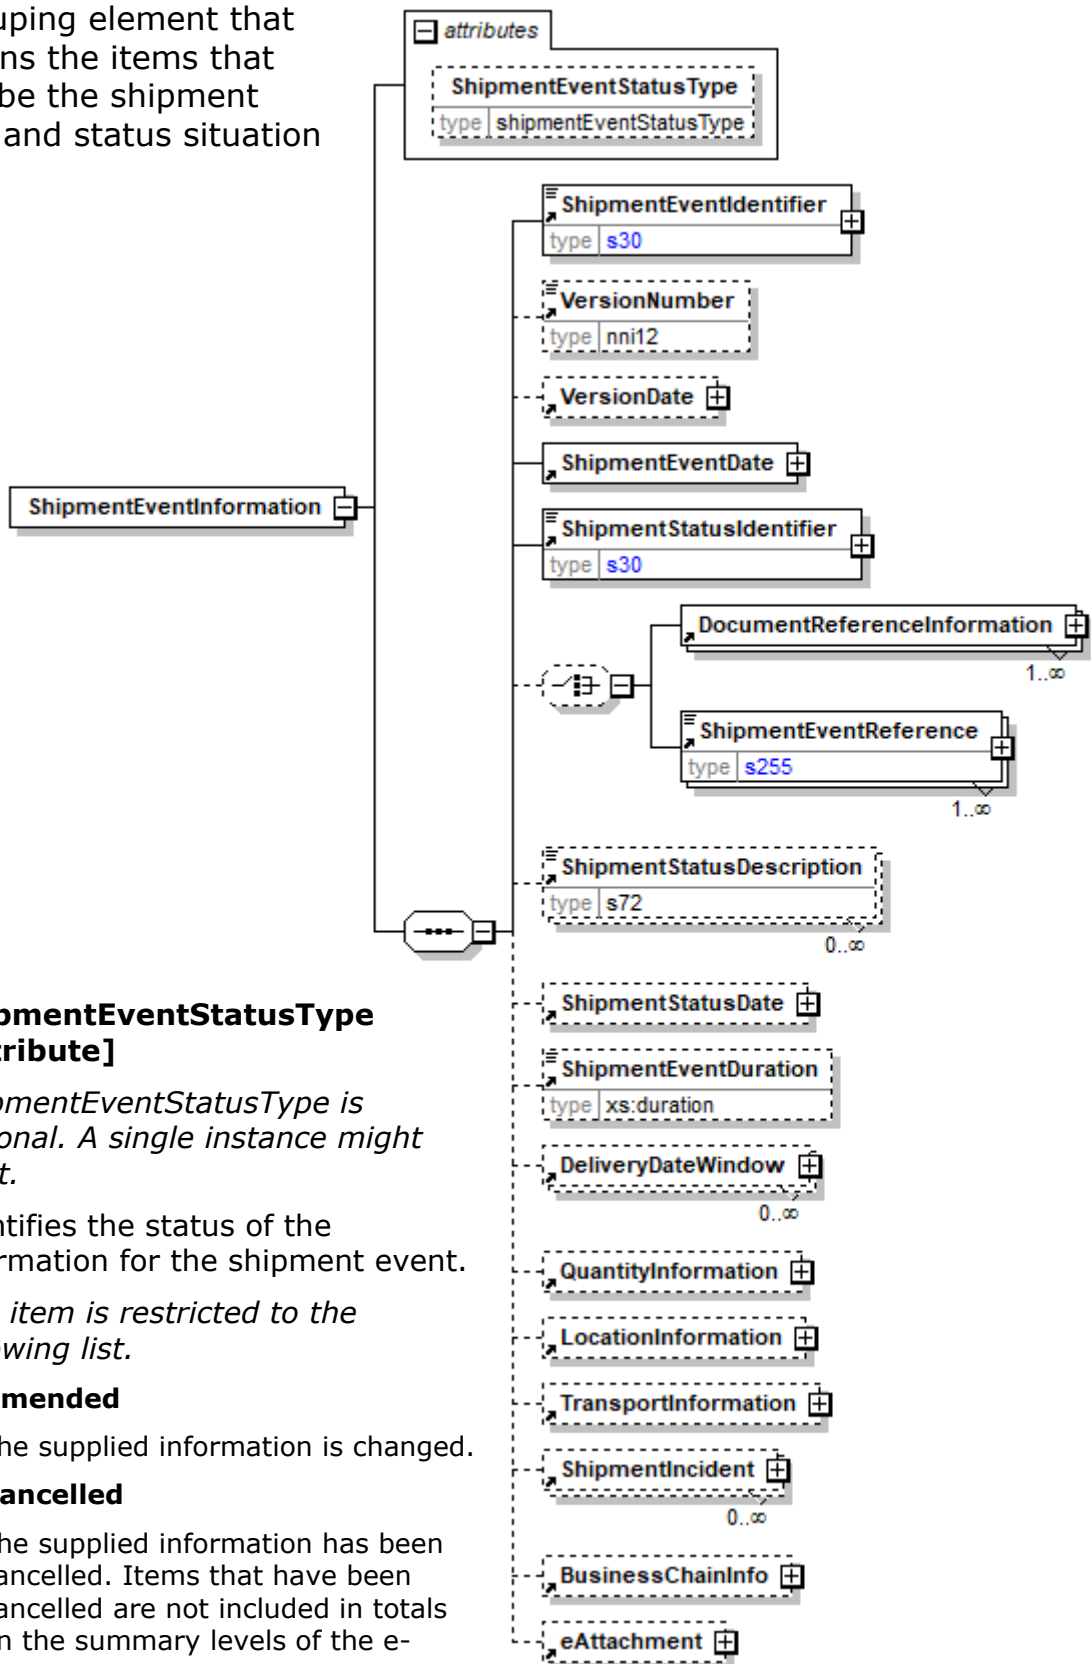 uping element that
ns the items that
be the shipment
and status situation
attributes
ShipmentEventStatusType
type shipmentEventStatusType
ShipmentEventIdentifier
type s30
VersionNumber
type nni12
VersionDate
ShipmentEventDate
ShipmentEventInformation
ShipmentStatusIdentifier
type s30
DocumentReferenceInformation
1..∞
ShipmentEventReference
type s255
1..∞
ShipmentStatusDescription
type s72
0..∞
ShipmentStatusDate
ShipmentEventDuration
type xs:duration
DeliveryDateWindow
0..∞
QuantityInformation
LocationInformation
TransportInformation
ShipmentIncident
0..∞
BusinessChainInfo
eAttachment
pmentEventStatusType
tribute]
pmentEventStatusType is
onal. A single instance might
t.
ntifies the status of the
rmation for the shipment event.
item is restricted to the
owing list.
mended
he supplied information is changed.
ancelled
he supplied information has been
ancelled. Items that have been
ancelled are not included in totals
n the summary levels of the e-